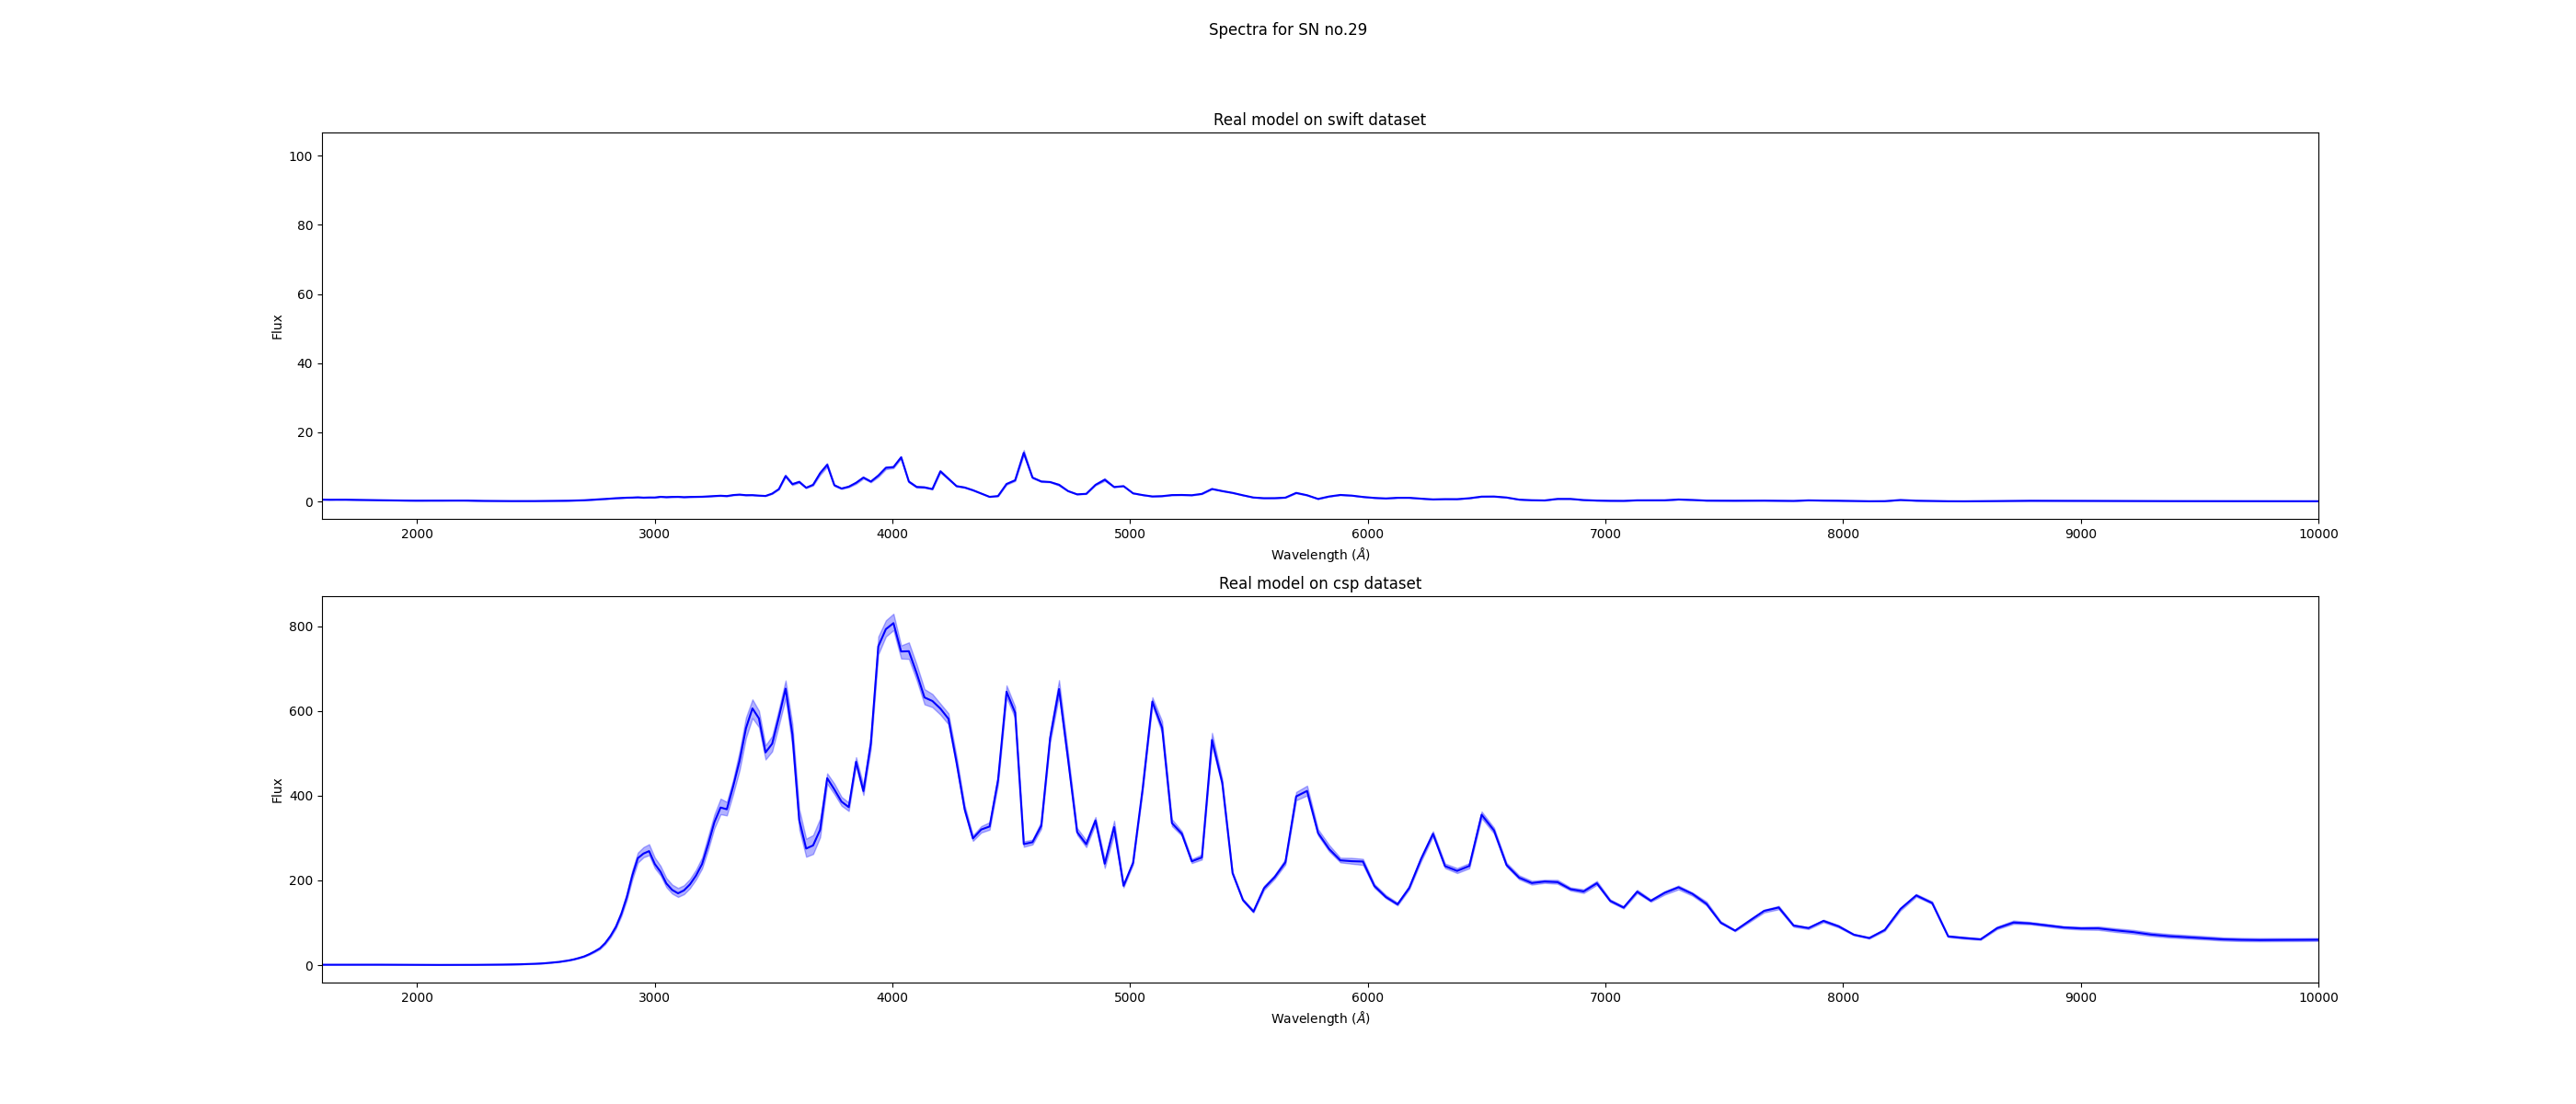 Spectra for SN no.29
Real model on swift dataset
100
80
60
40
20
0
Flux
2000 3000 4000 5000 6000 7000 8000 9000 10000
Wavelength (Å)
Real model on csp dataset
800
600
400
200
0
Flux
2000 3000 4000 5000 6000 7000 8000 9000 10000
Wavelength (Å)